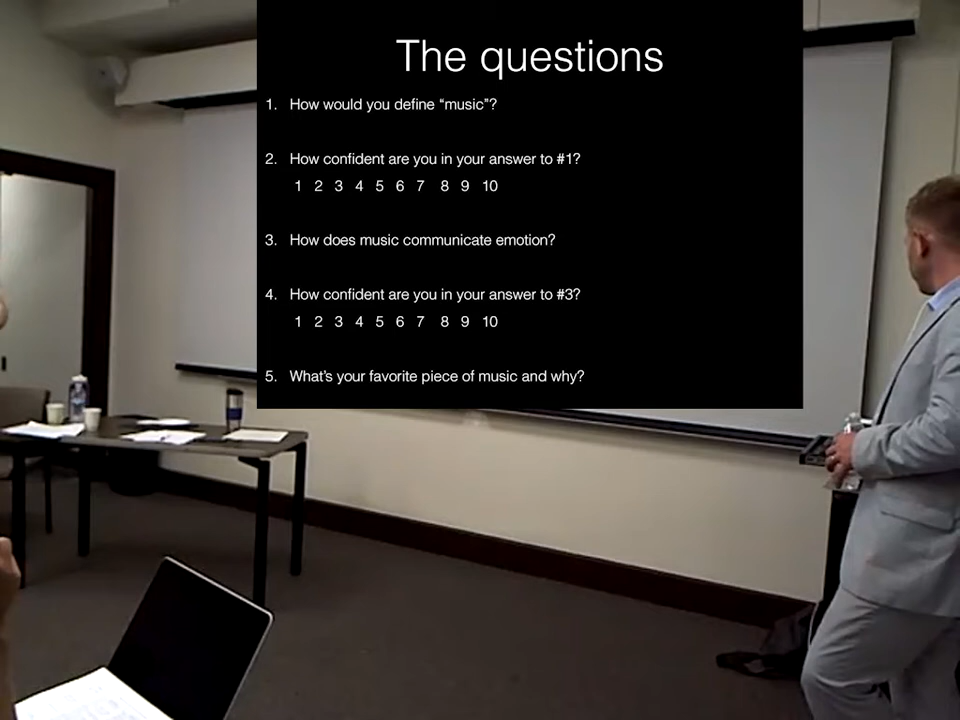 The questions
1. How would you define “music”?
2. How confident are you in your answer to #1?
1 2 3 4 5 6 7 8 9 10
3. How does music communicate emotion?
4. How confident are you in your answer to #3?
1 2 3 4 5 6 7 8 9 10
5. What’s your favorite piece of music and why?